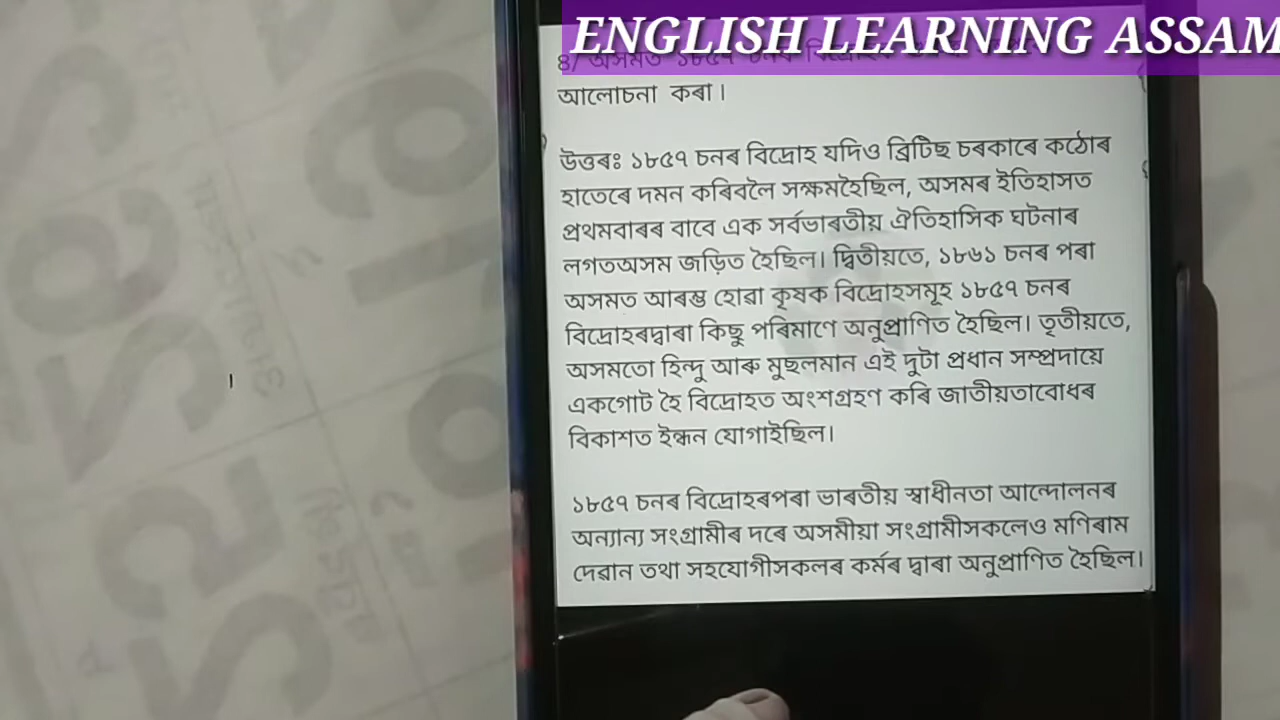 ENGLISH LEARNING ASSAM
৪/ অসমত ১৮৫৭ চনৰ
আলোচনা কৰা।
উত্তৰঃ ১৮৫৭ চনৰ বিদ্ৰোহ যদিও ব্ৰিটিছ চৰকাৰে কঠোৰ
হাতেৰে দমন কৰিবলৈ সক্ষমহৈছিল, অসমৰ ইতিহাসত
প্ৰথমবাৰৰ বাবে এক সৰ্বভাৰতীয় ঐতিহাসিক ঘটনাৰ
লগতঅসম জড়িত হৈছিল। দ্বিতীয়তে, ১৮৬১ চনৰ পৰা
অসমত আৰম্ভ হোৱা কৃষক বিদ্ৰোহসমূহ ১৮৫৭ চনৰ
বিদ্ৰোহৰদ্বাৰা কিছু পৰিমাণে অনুপ্ৰাণিত হৈছিল। তৃতীয়তে,
অসমতো হিন্দু আৰু মুছলমান এই দুটা প্ৰধান সম্প্ৰদায়ে
একগোট হৈ বিদ্ৰোহত অংশগ্ৰহণ কৰি জাতীয়তাবোধৰ
বিকাশত ইন্ধন যোগাইছিল।
১৮৫৭ চনৰ বিদ্ৰোহৰপৰা ভাৰতীয় স্বাধীনতা আন্দোলনৰ
অন্যান্য সংগ্ৰামীৰ দৰে অসমীয়া সংগ্ৰামীসকলেও মণিৰাম
দেৱান তথা সহযোগীসকলৰ কৰ্মৰ দ্বাৰা অনুপ্ৰাণিত হৈছিল।